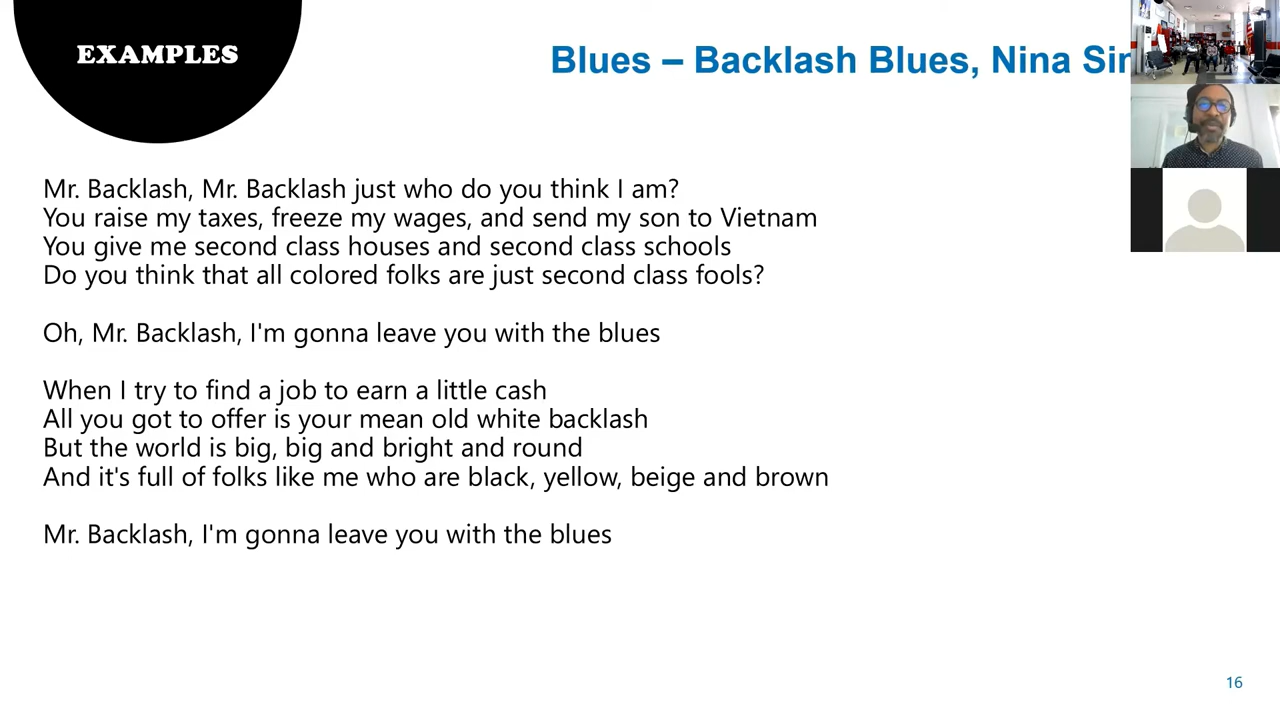 EXAMPLES
Blues – Backlash Blues, Nina
Mr. Backlash, Mr. Backlash just who do you think I am?
You raise my taxes, freeze my wages, and send my son to Vietnam
You give me second class houses and second class schools
Do you think that all colored folks are just second class fools?
Oh, Mr. Backlash, I'm gonna leave you with the blues
When I try to find a job to earn a little cash
All you got to offer is your mean old white backlash
But the world is big, big and bright and round
And it's full of folks like me who are black, yellow, beige and brown
Mr. Backlash, I'm gonna leave you with the blues
16